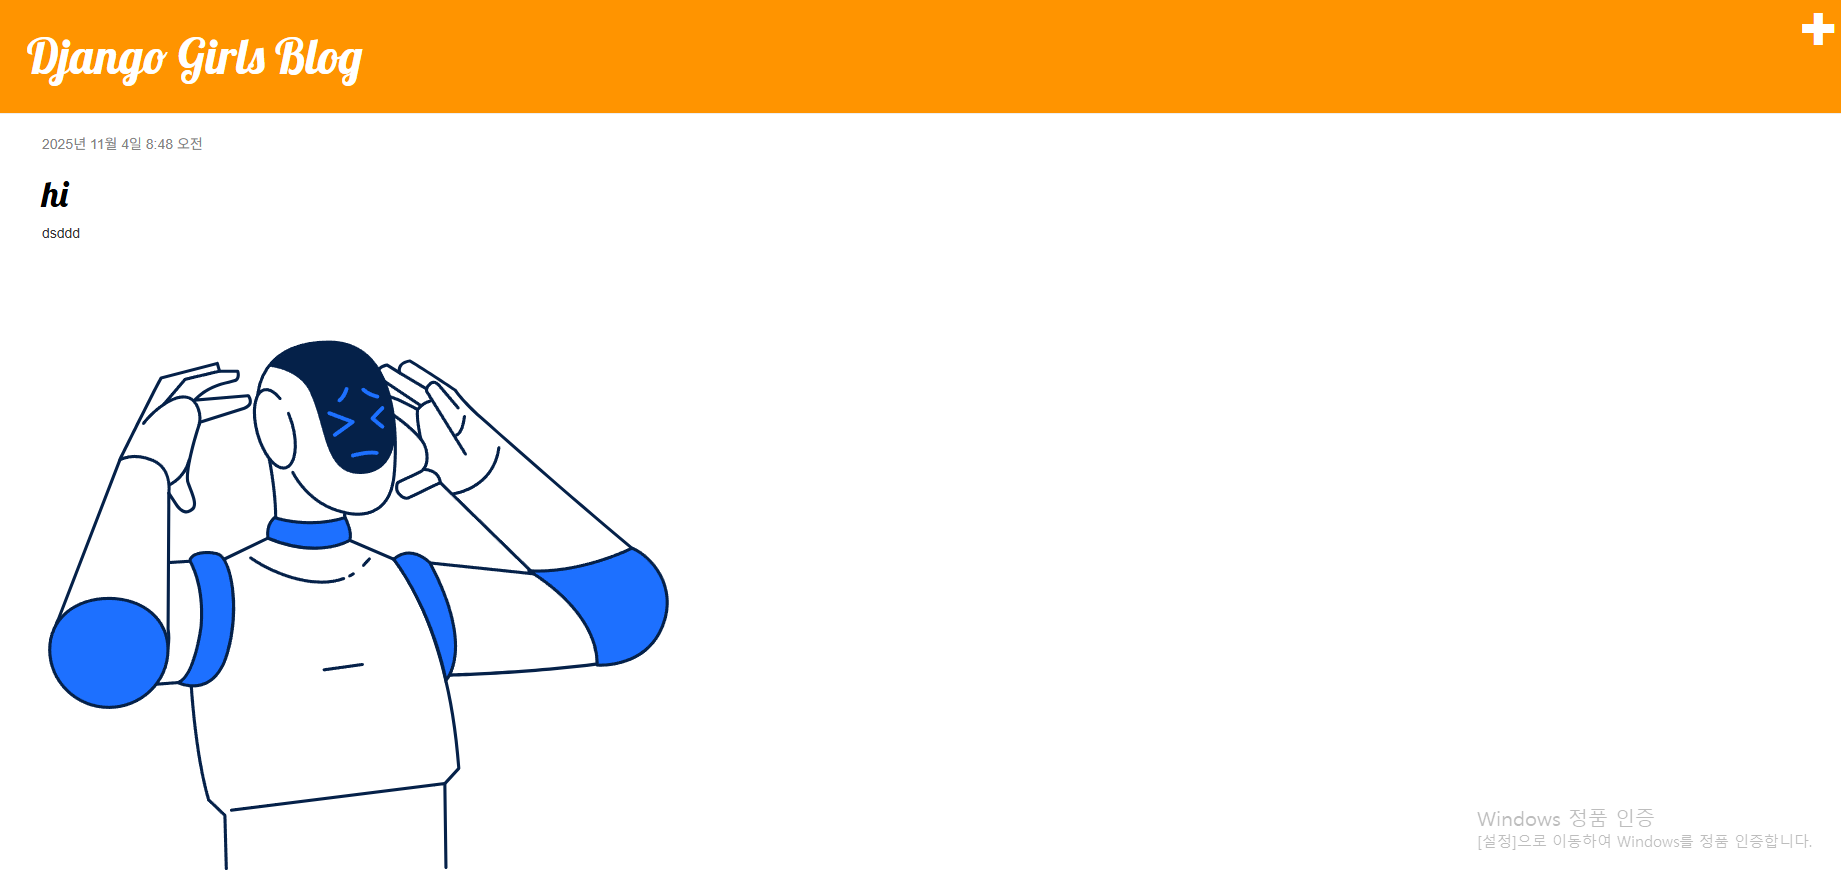 Django Girls Blog
2025년 11월 4일 8:48 오전
hi
dsddd
Windows 정품 인증
[설정]으로 이동하여 Windows를 정품 인증합니다.